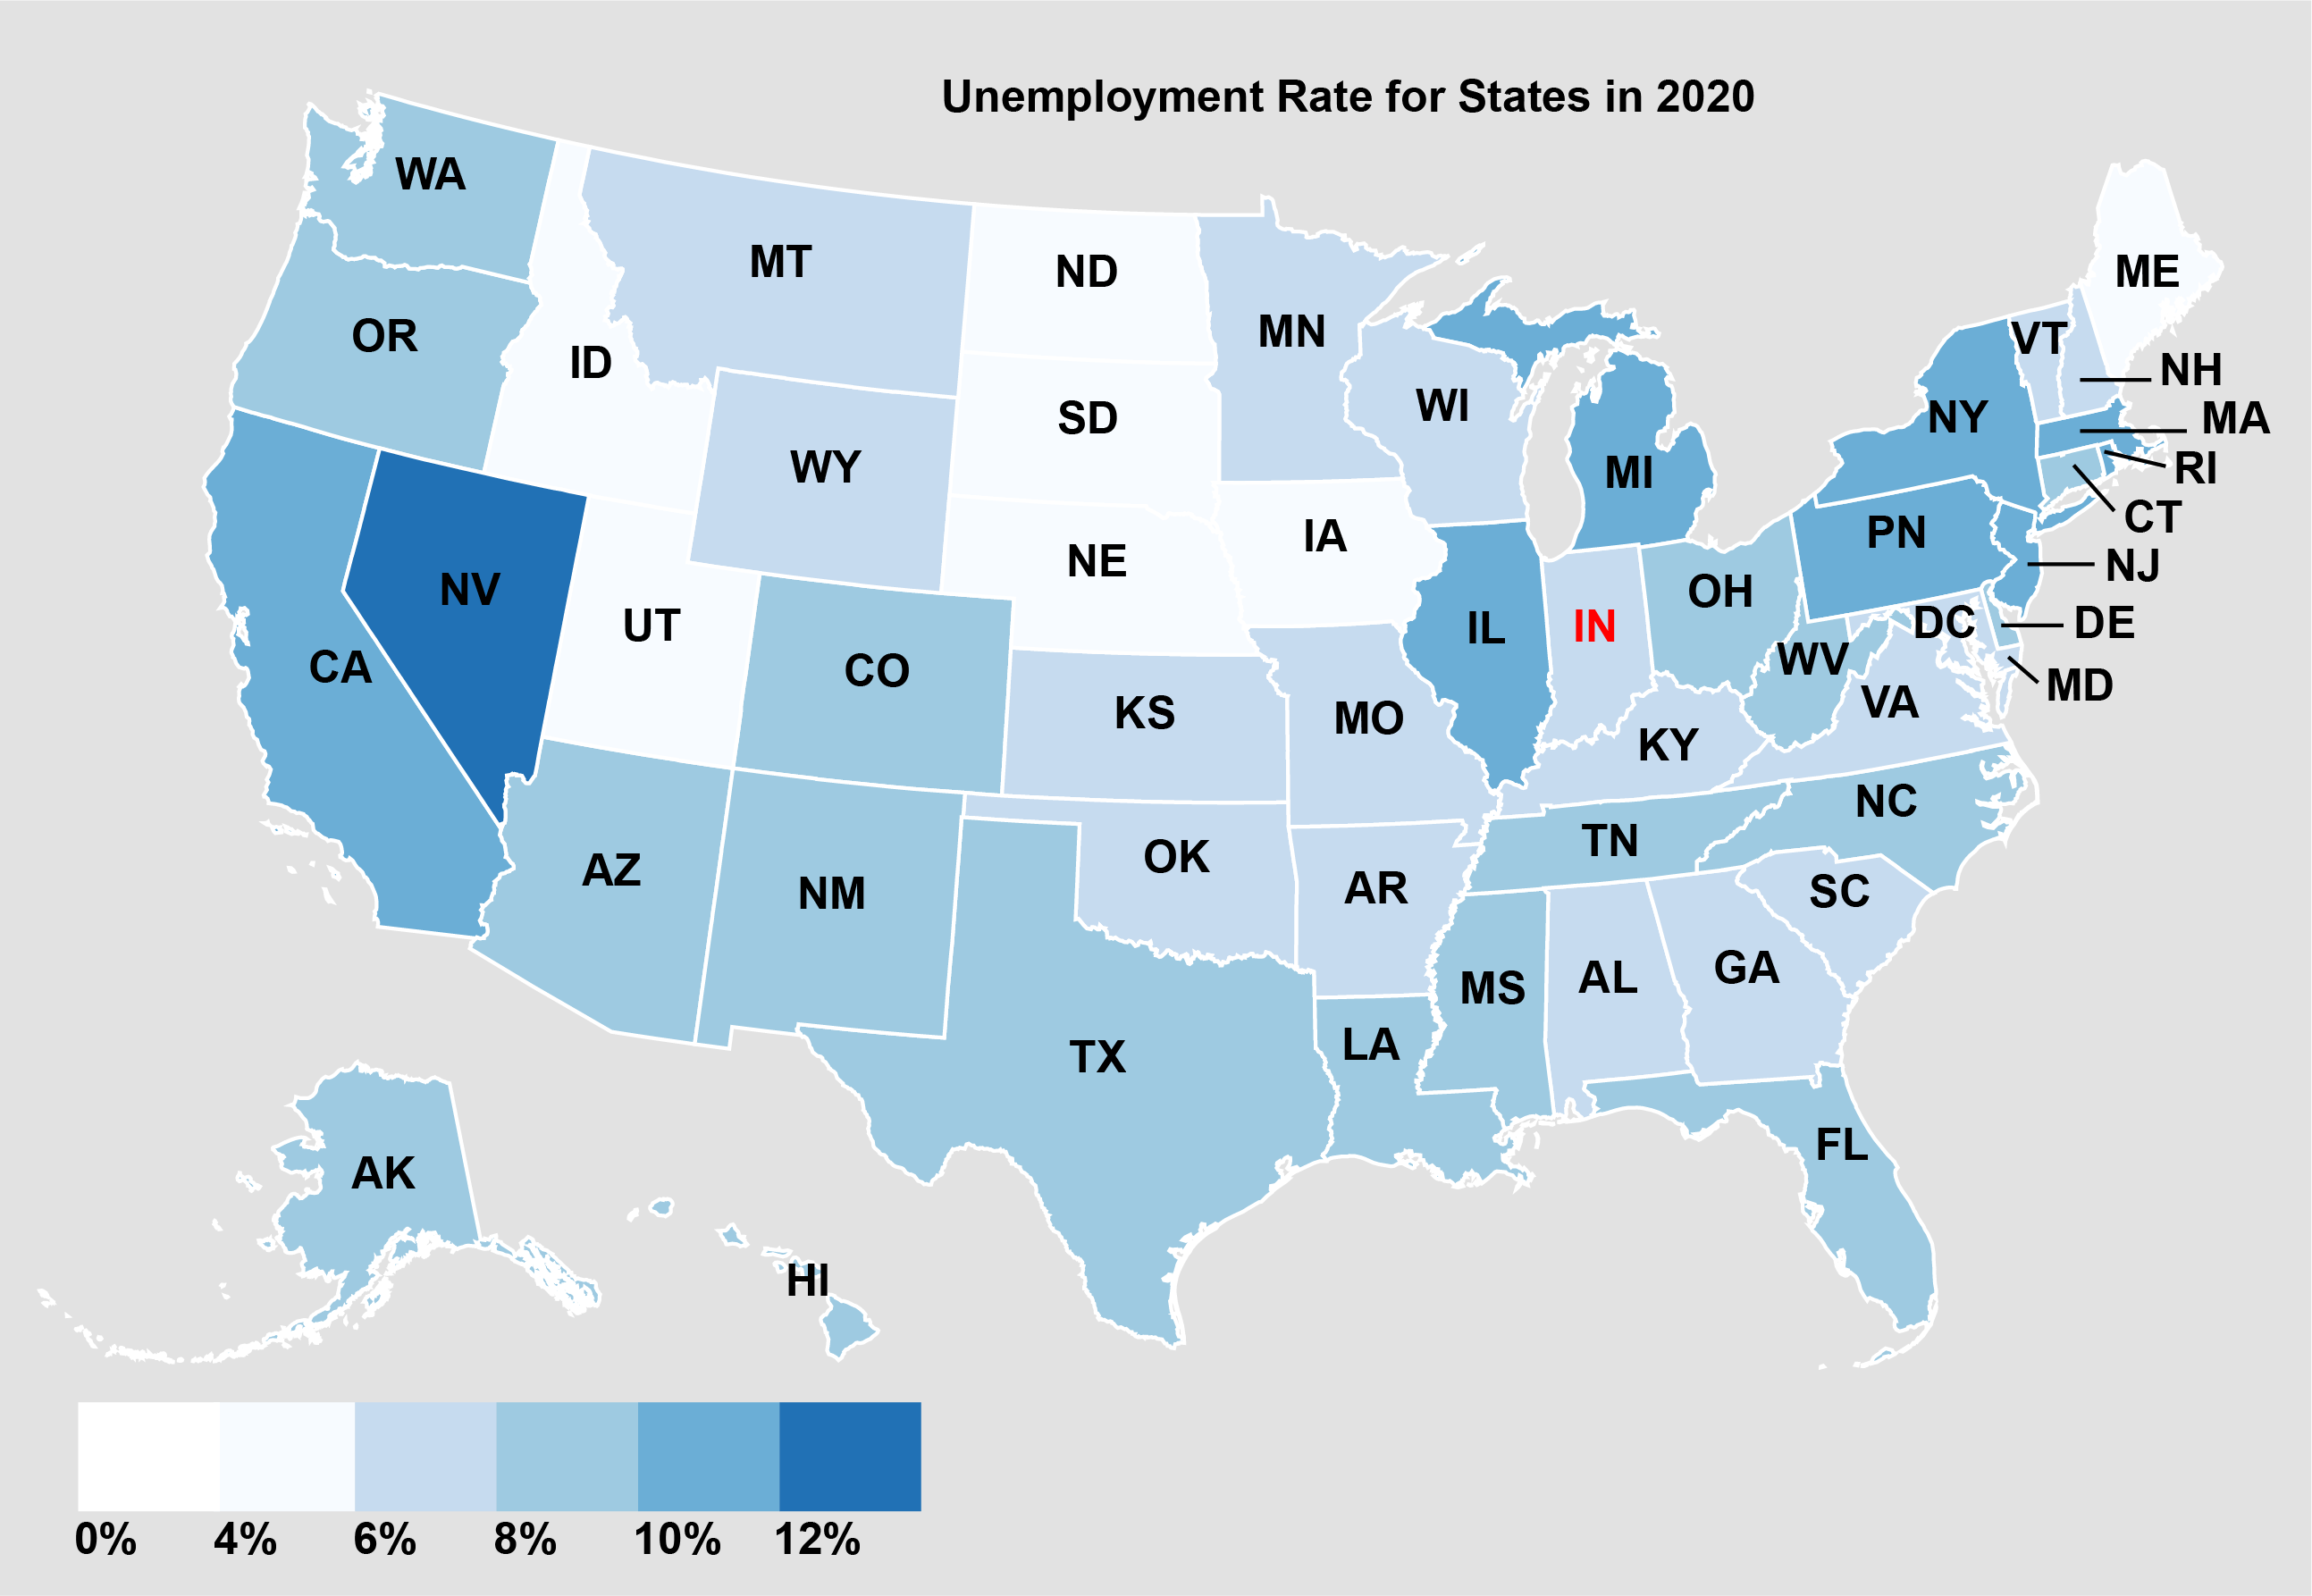 Unemployment Rate for States in 2020
WA
MT
ND
ME
MN
OR
VT
ID
NH
WI
SD
NY
MA
WY
RI
MI
CT
PN
IA
NE
NJ
NV
OH
DC
DE
UT
IL
IN
WV
CA
CO
MD
VA
KS
MO
KY
NC
TN
OK
AZ
AR
SC
NM
GA
AL
MS
LA
TX
FL
AK
HI
0% 4% 6% 8% 10% 12%